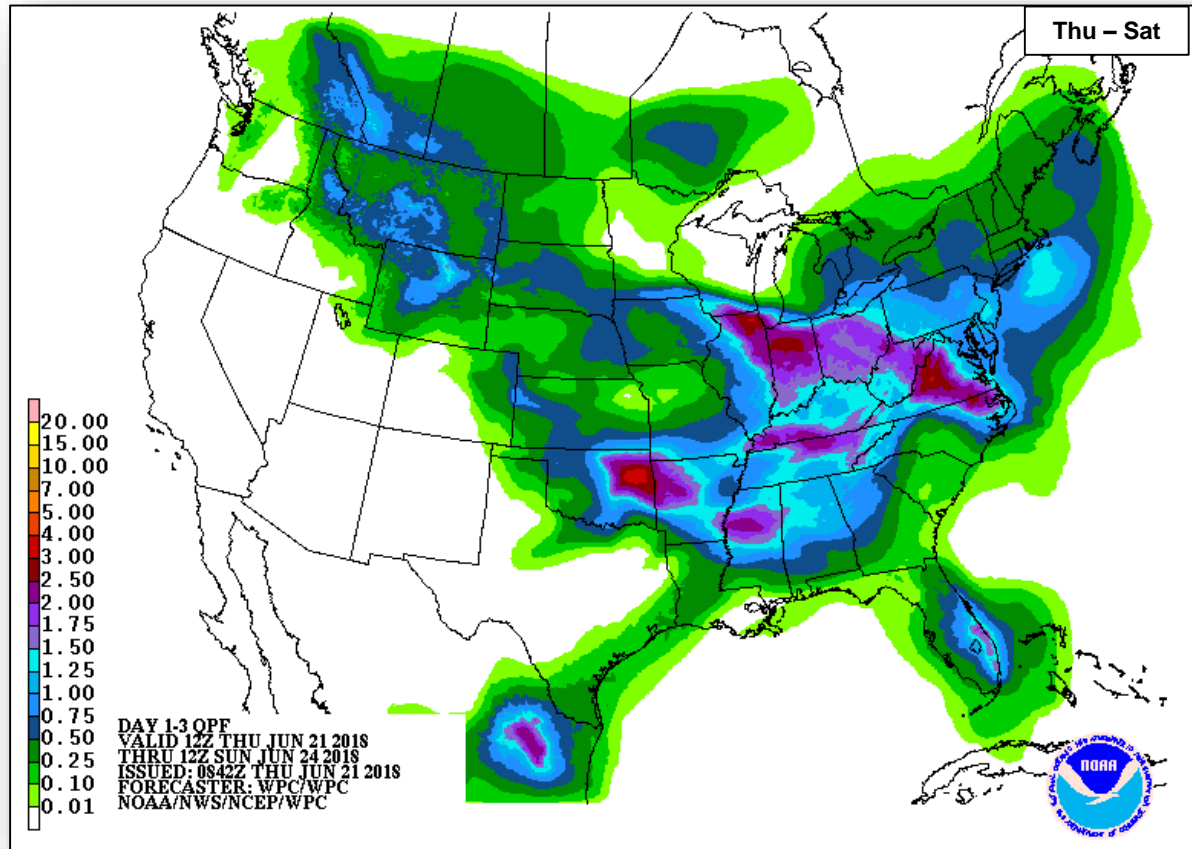 Thu – Sat
20.00
15.00
10.00
7.00
5.00
4.00
3.00
2.50
2.00
1.75
1.50
1.25
1.00
0.75
0.50
0.25
0.10
0.01
DAY 1-3 QPF
VALID 12Z THU JUN 21 2018
THRU 12Z SUN JUN 24 2018
ISSUED: 0842Z THU JUN 21 2018
FORECASTER: WPC/WPC
NOAA/NWS/NCEP/WPC
NOAA